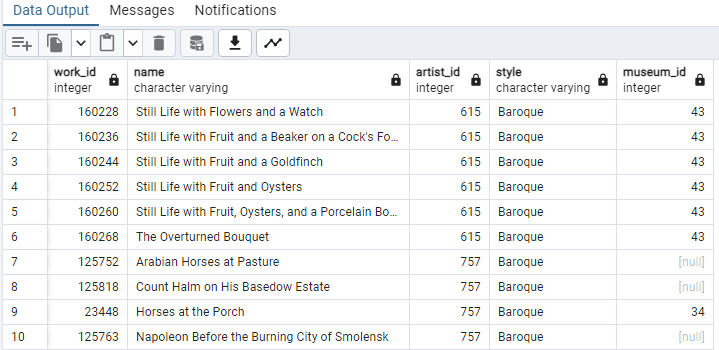 Data Output Messages Notifications
work_id name artist_id style museum_id
integer character varying integer character varying integer
1 160228 Still Life with Flowers and a Watch 615 Baroque 43
2 160236 Still Life with Fruit and a Beaker on a Cock's Fo... 615 Baroque 43
3 160244 Still Life with Fruit and a Goldfinch 615 Baroque 43
4 160252 Still Life with Fruit and Oysters 615 Baroque 43
5 160260 Still Life with Fruit, Oysters, and a Porcelain Bo... 615 Baroque 43
6 160268 The Overturned Bouquet 615 Baroque 43
7 125752 Arabian Horses at Pasture 757 Baroque [null]
8 125818 Count Halm on His Basedow Estate 757 Baroque [null]
9 23448 Horses at the Porch 757 Baroque 34
10 125763 Napoleon Before the Burning City of Smolensk 757 Baroque [null]